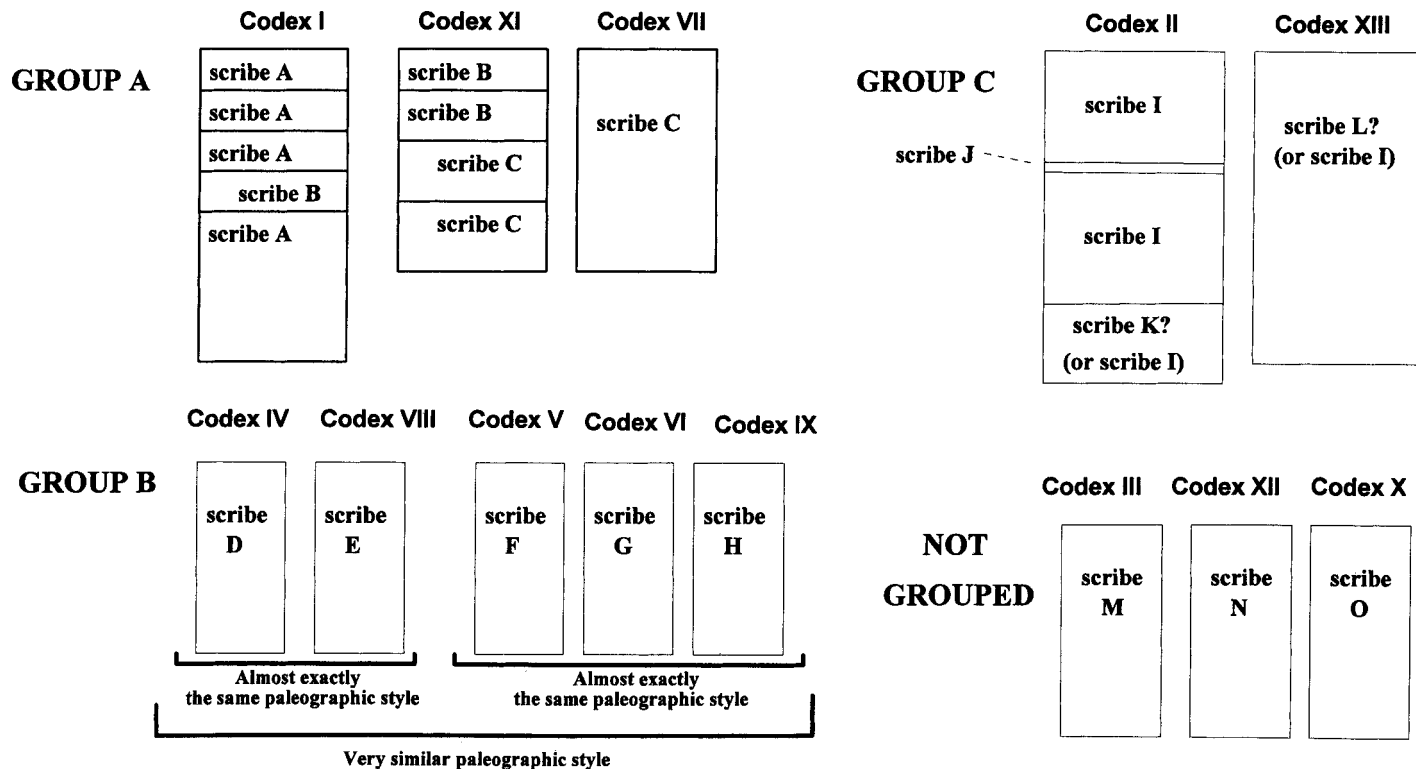 Codex I
Codex XI
Codex VII
GROUP A
scribe A
scribe A
scribe A
scribe B
scribe A
scribe B
scribe B
scribe C
scribe C
scribe C
Codex II
Codex XIII
GROUP C
scribe I
scribe J
scribe I
scribe K?
(or scribe I)
scribe L?
(or scribe I)
Codex IV
Codex VIII
Codex V
Codex VI
Codex IX
GROUP B
scribe
D
scribe
E
scribe
F
scribe
G
scribe
H
Almost exactly
the same paleographic style
Almost exactly
the same paleographic style
Very similar paleographic style
Codex III
Codex XII
Codex X
NOT
GROUPED
scribe
M
scribe
N
scribe
O